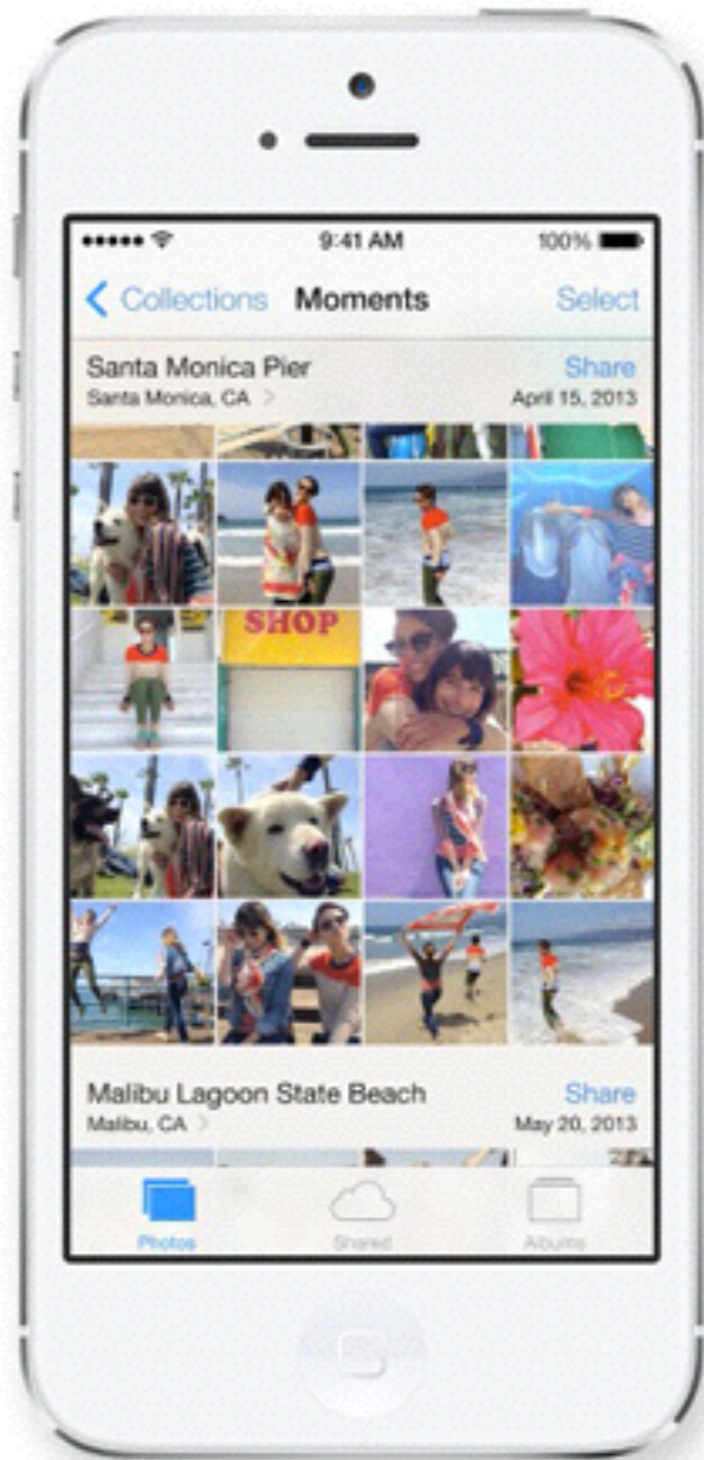 9:41 AM 100%
Collections Moments Select
Santa Monica Pier Share
Santa Monica, CA April 15, 2013
SHOP
Malibu Lagoon State Beach Share
Malibu, CA May 20, 2013
Photos Shared Albums